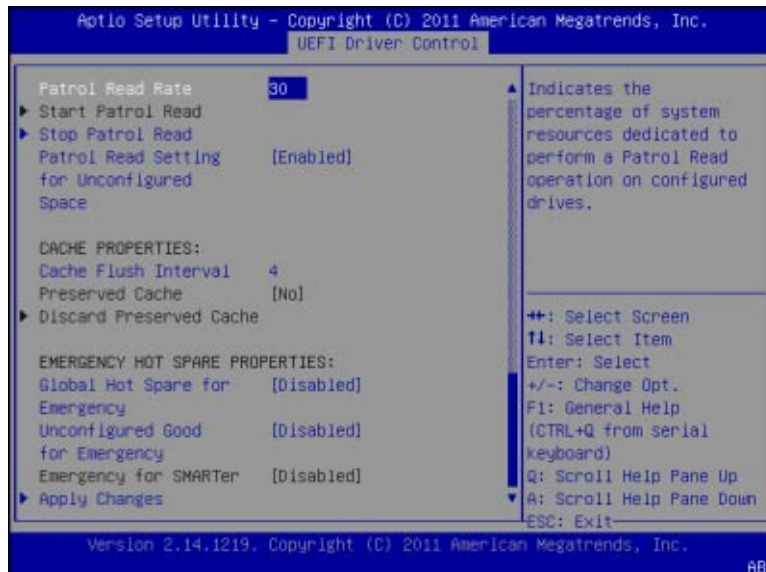 Aptio Setup Utility – Copyright (C) 2011 American Megatrends, Inc.
UEFI Driver Control
Patrol Read Rate 30
Start Patrol Read
Stop Patrol Read
Patrol Read Setting [Enabled]
for Unconfigured
Space
CACHE PROPERTIES:
Cache Flush Interval 4
Preserved Cache [No]
Discard Preserved Cache
EMERGENCY HOT SPARE PROPERTIES:
Global Hot Spare for [Disabled]
Emergency
Unconfigured Good [Disabled]
for Emergency
Emergency for SMARTer [Disabled]
Apply Changes
Indicates the
percentage of system
resources dedicated to
perform a Patrol Read
operation on configured
drives.
→←: Select Screen
↑↓: Select Item
Enter: Select
+/-: Change Opt.
F1: General Help
(CTRL+Q from serial
keyboard)
Q: Scroll Help Pane Up
A: Scroll Help Pane Down
ESC: Exit
Version 2.14.1219. Copyright (C) 2011 American Megatrends, Inc.
AB